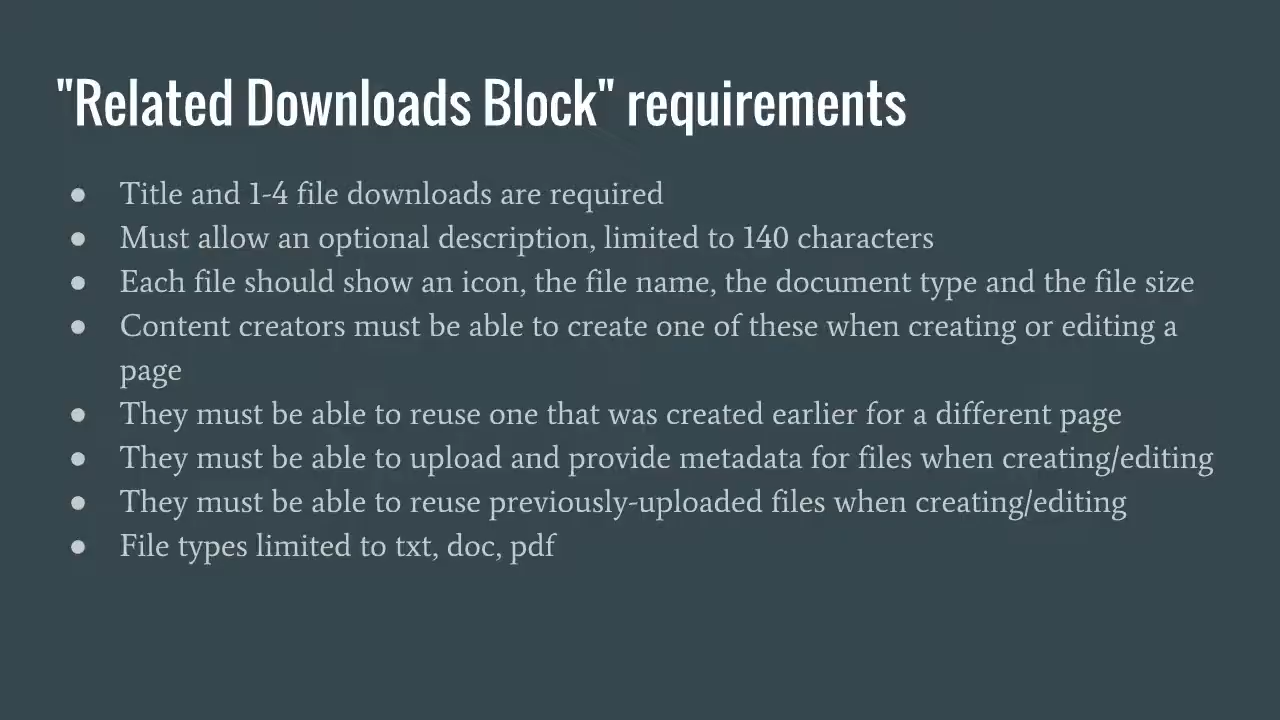 "Related Downloads Block" requirements
● Title and 1-4 file downloads are required
● Must allow an optional description, limited to 140 characters
● Each file should show an icon, the file name, the document type and the file size
● Content creators must be able to create one of these when creating or editing a
page
● They must be able to reuse one that was created earlier for a different page
● They must be able to upload and provide metadata for files when creating/editing
● They must be able to reuse previously-uploaded files when creating/editing
● File types limited to txt, doc, pdf